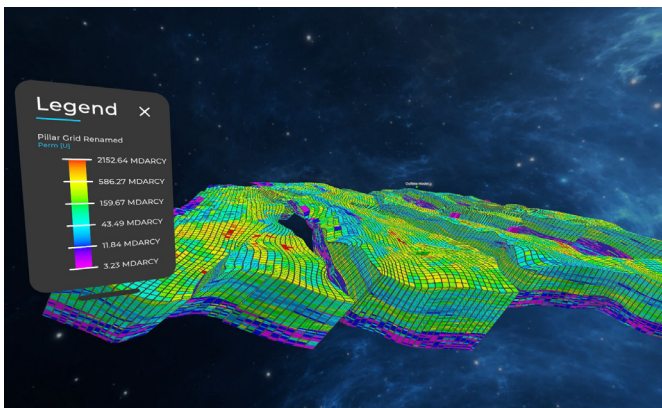 Legend
Pillar Grid Renamed
Perm [U]
2152.64 MDARCY
586.27 MDARCY
159.67 MDARCY
43.49 MDARCY
11.84 MDARCY
3.23 MDARCY